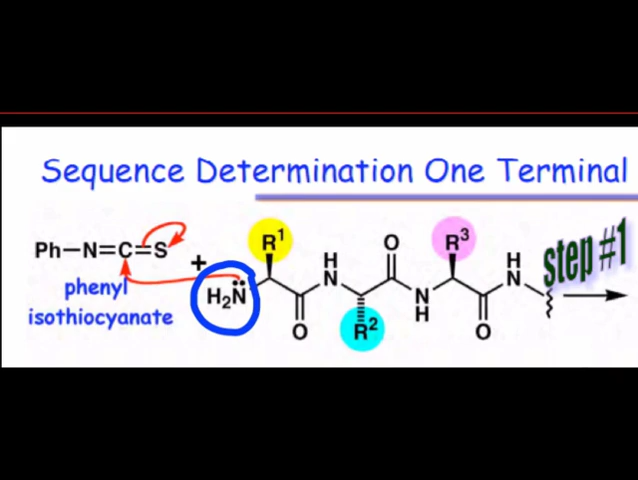 Sequence Determination One Terminal
Ph–N=C=S
+
phenyl
isothiocyanate
H₂N̈
R¹
O
H
N
R²
O
N
H
R³
O
H
N
step #1